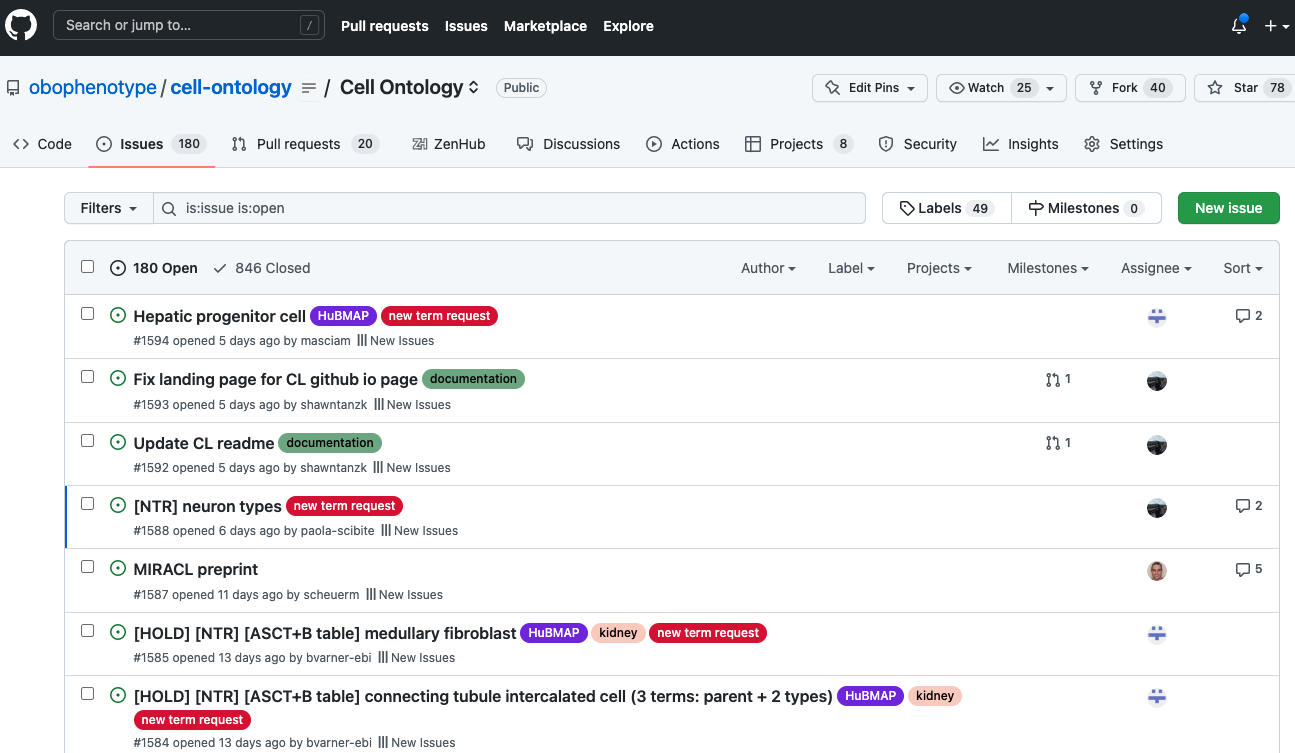 Search or jump to... /
Pull requests Issues Marketplace Explore
obophenotype / cell-ontology / Cell Ontology Public
Edit Pins Watch 25 Fork 40 Star 78
Code Issues 180 Pull requests 20 ZenHub Discussions Actions Projects 8 Security Insights Settings
Filters is:issue is:open Labels 49 Milestones 0 New issue
180 Open 846 Closed Author Label Projects Milestones Assignee Sort
Hepatic progenitor cell HuBMAP new term request 2
#1594 opened 5 days ago by masciam New Issues
Fix landing page for CL github io page documentation 1
#1593 opened 5 days ago by shawntanzk New Issues
Update CL readme documentation 1
#1592 opened 5 days ago by shawntanzk New Issues
[NTR] neuron types new term request 2
#1588 opened 6 days ago by paola-scibite New Issues
MIRACL preprint 5
#1587 opened 11 days ago by scheuerm New Issues
[HOLD] [NTR] [ASCT+B table] medullary fibroblast HuBMAP kidney new term request
#1585 opened 13 days ago by bvarner-ebi New Issues
[HOLD] [NTR] [ASCT+B table] connecting tubule intercalated cell (3 terms: parent + 2 types) HuBMAP kidney
new term request
#1584 opened 13 days ago by bvarner-ebi New Issues